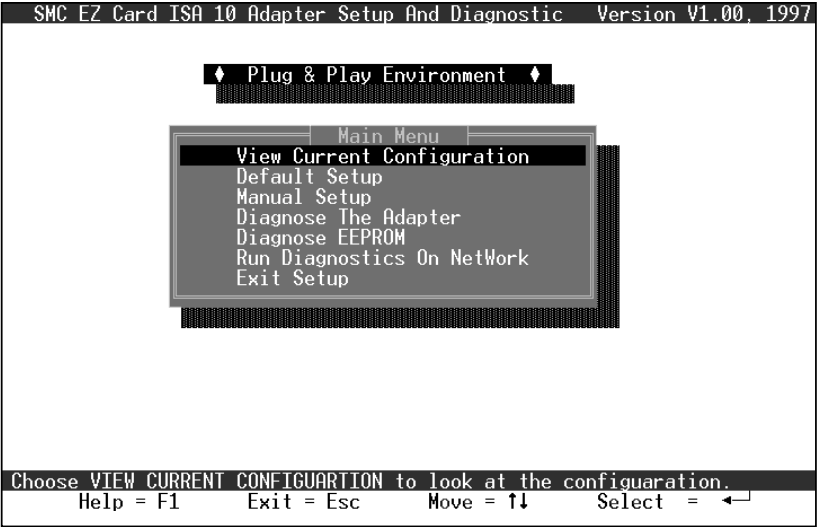 SMC EZ Card ISA 10 Adapter Setup And Diagnostic Version V1.00, 1997
♦ Plug & Play Environment ♦
Main Menu
View Current Configuration
Default Setup
Manual Setup
Diagnose The Adapter
Diagnose EEPROM
Run Diagnostics On NetWork
Exit Setup
Choose VIEW CURRENT CONFIGUARTION to look at the configuaration.
Help = F1 Exit = Esc Move = ↑↓ Select = ↵